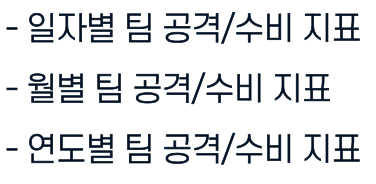 - 일자별 팀 공격/수비 지표
- 월별 팀 공격/수비 지표
- 연도별 팀 공격/수비 지표